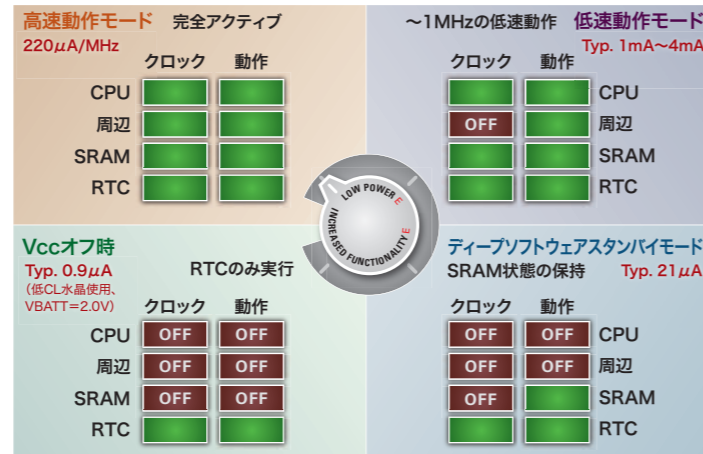 高速動作モード 完全アクティブ
220μA/MHz
クロック 動作
CPU
周辺
SRAM
RTC
～1MHzの低速動作 低速動作モード
Typ. 1mA～4mA
クロック 動作
CPU
OFF 周辺
SRAM
RTC
LOW POWER E
INCREASED FUNCTIONALITY E
Vccオフ時
Typ. 0.9μA RTCのみ実行
（低CL水晶使用、
VBATT＝2.0V）
クロック 動作
CPU OFF OFF
周辺 OFF OFF
SRAM OFF OFF
RTC
ディープソフトウェアスタンバイモード
SRAM状態の保持 Typ. 21μA
クロック 動作
OFF OFF CPU
OFF OFF 周辺
OFF SRAM
RTC